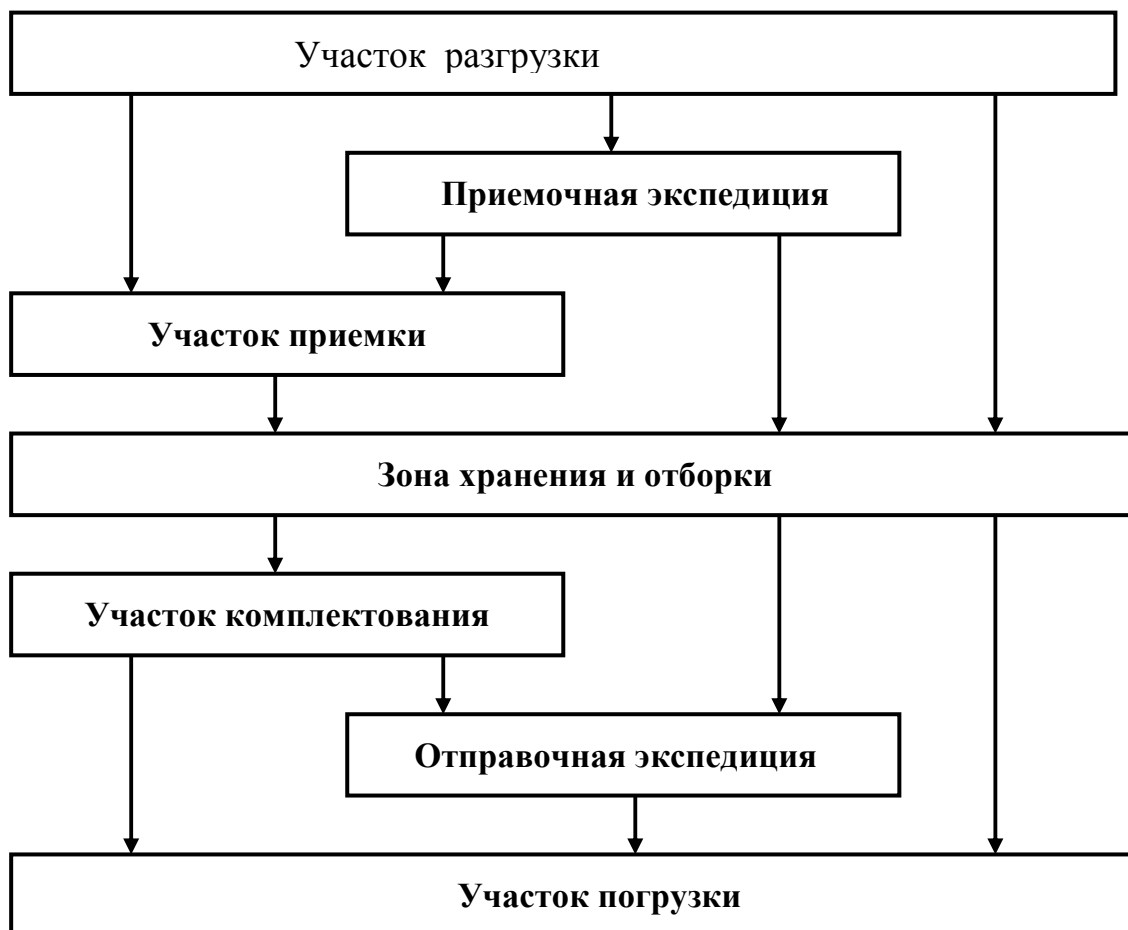 Участок разгрузки
Приемочная экспедиция
Участок приемки
Зона хранения и отборки
Участок комплектования
Отправочная экспедиция
Участок погрузки